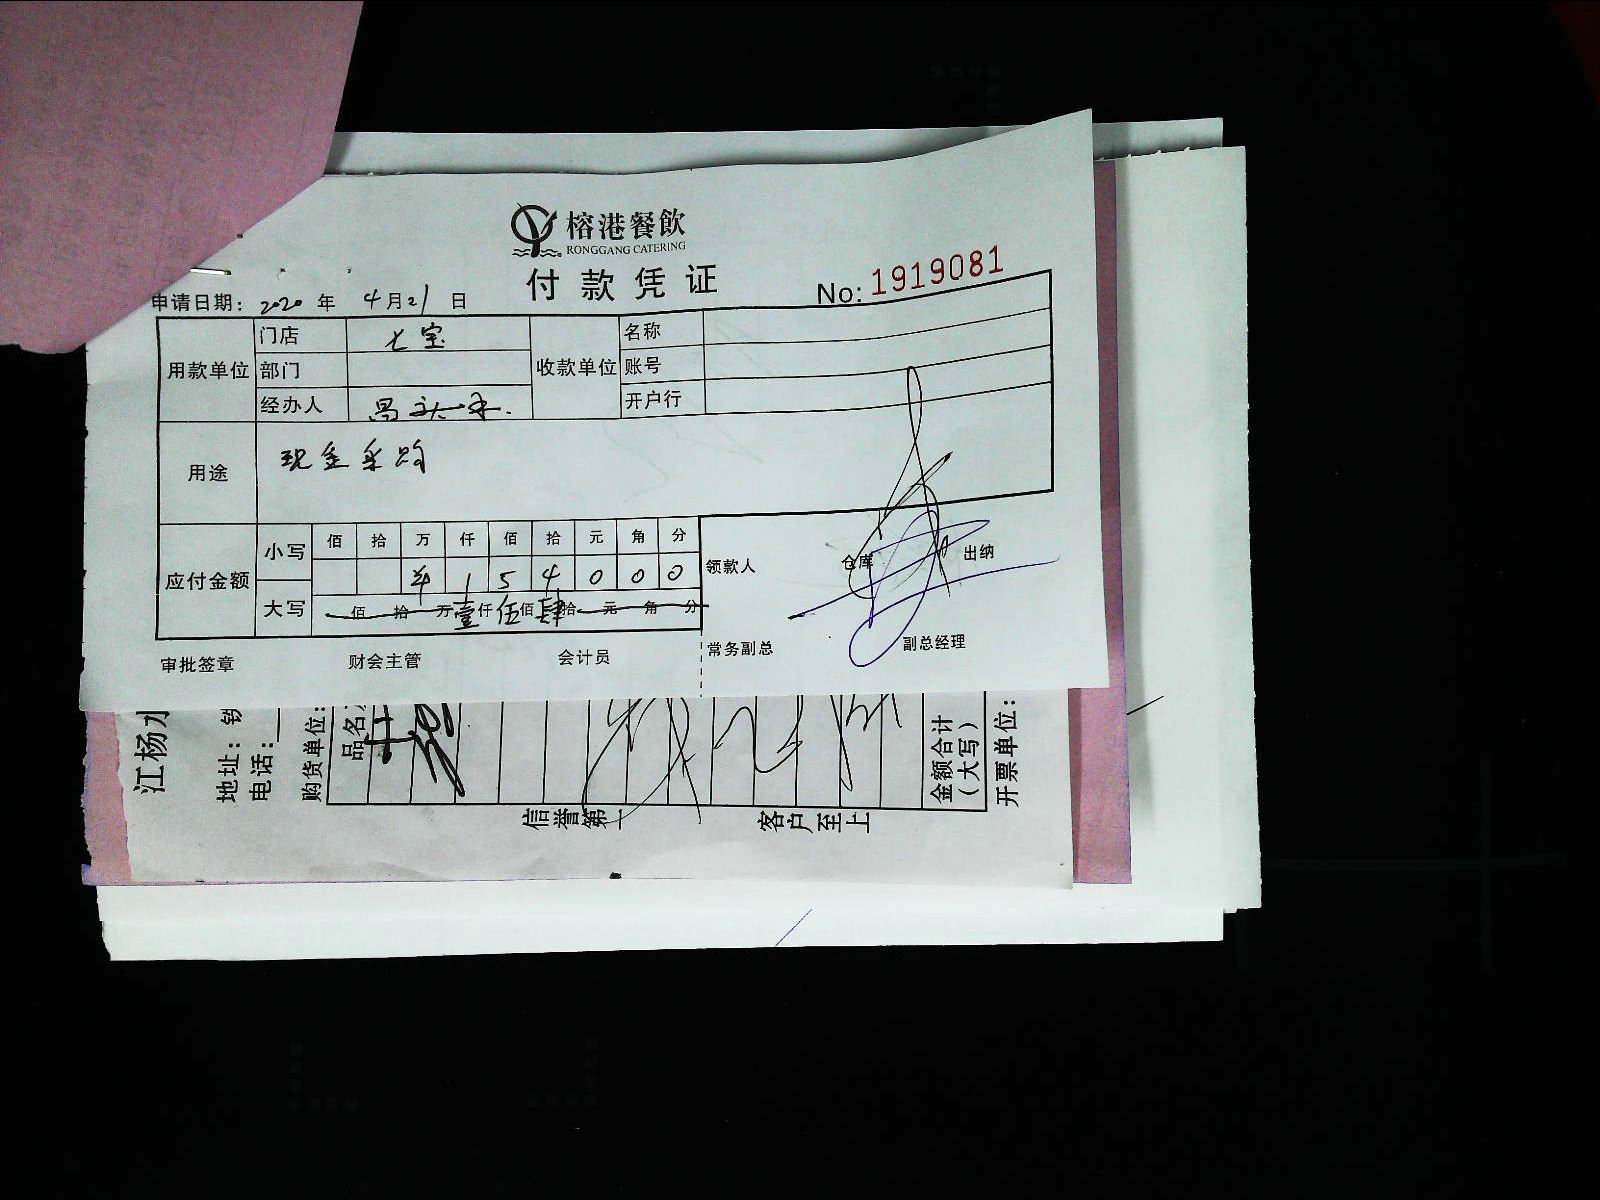 榕港餐飲
RONGGANG CATERING
付款凭证
No: 1919081
申请日期: 2020 年 4 月 21 日
用款单位 门店 七宝 收款单位 名称
部门 账号
经办人 开户行
用途 现金采购
应付金额 小写 佰 拾 万 仟 佰 拾 元 角 分
羊 1 5 4 0 0 0
大写 佰 拾 万 壹 仟 伍 佰 肆 拾 元 角 分
领款人 仓库 出纳
审批签章 财会主管 会计员 常务副总 副总经理
江杨
地址:
电话:
购货单位:
品名
金额合计
(大写)
开票单位:
信誉第一 客户至上